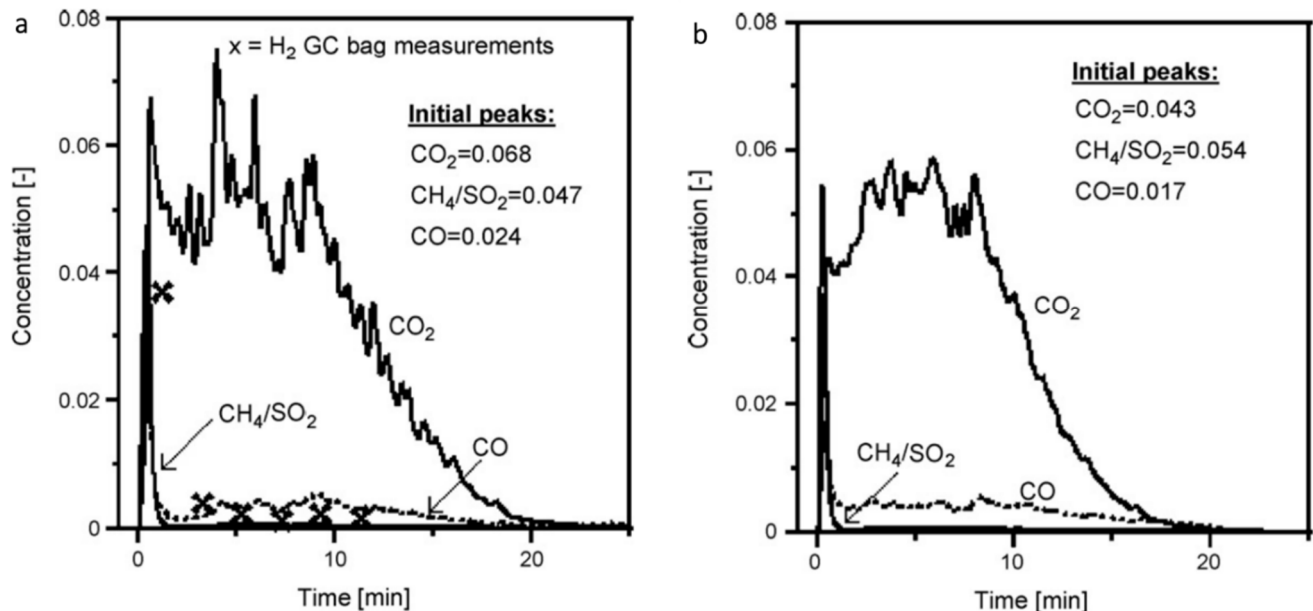 a
0.08
x = H₂ GC bag measurements
Initial peaks:
CO₂=0.068
CH₄/SO₂=0.047
CO=0.024
0.06
0.04
0.02
0
Concentration [-]
CO₂
CH₄/SO₂
CO
0
10
20
Time [min]
b
0.08
Initial peaks:
CO₂=0.043
CH₄/SO₂=0.054
CO=0.017
0.06
0.04
0.02
0
Concentration [-]
CO₂
CH₄/SO₂
CO
0
10
20
Time [min]